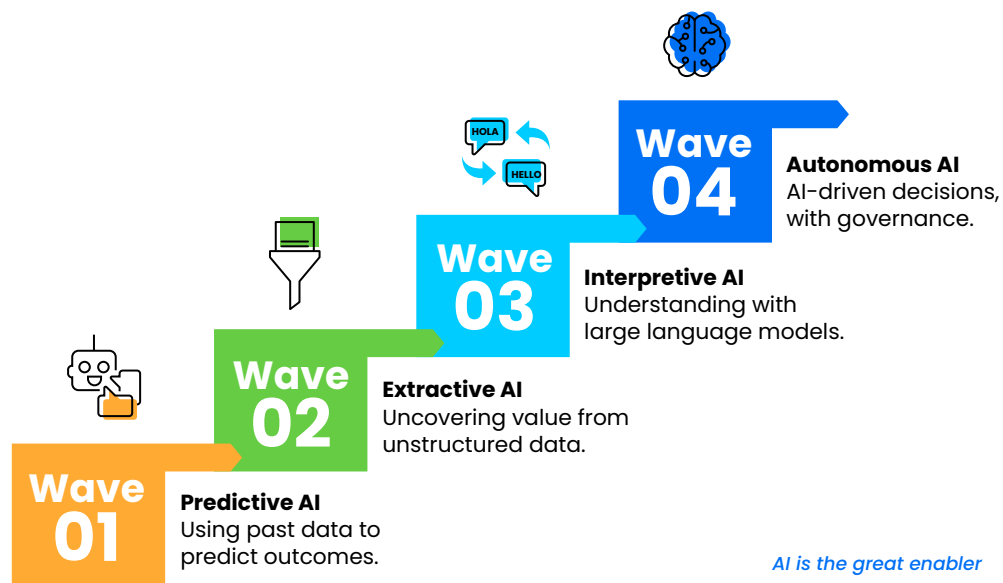 Wave
01
Predictive AI
Using past data to
predict outcomes.
Wave
02
Extractive AI
Uncovering value from
unstructured data.
HOLA
HELLO
Wave
03
Interpretive AI
Understanding with
large language models.
Wave
04
Autonomous AI
AI-driven decisions,
with governance.
AI is the great enabler